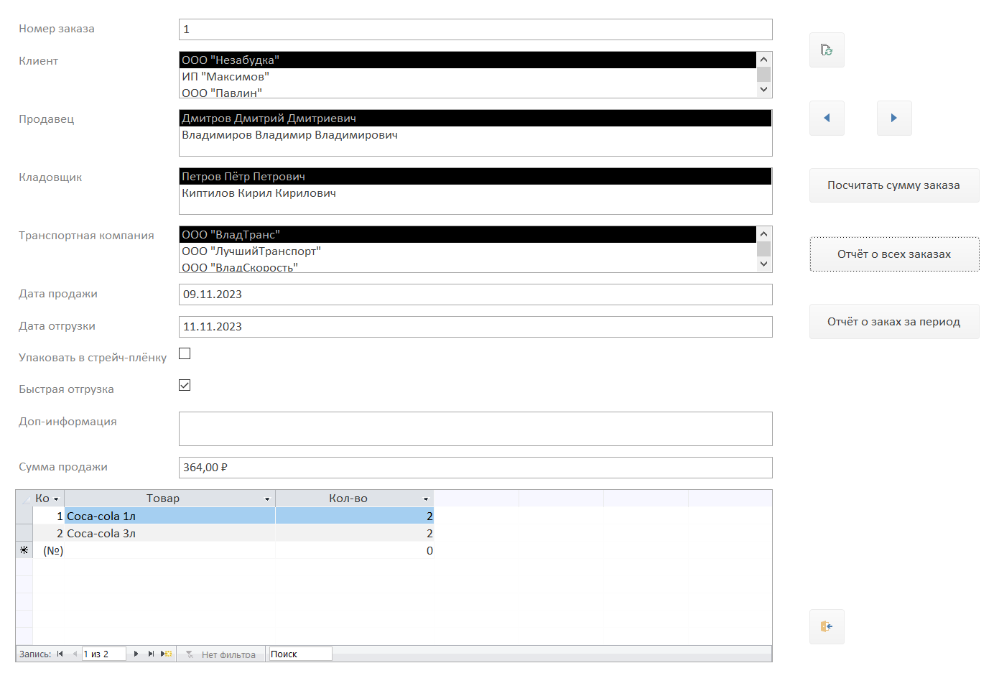 Номер заказа
1
Клиент
ООО "Незабудка"
ИП "Максимов"
ООО "Павлин"
Продавец
Дмитров Дмитрий Дмитриевич
Владимиров Владимир Владимирович
Кладовщик
Петров Пётр Петрович
Киптилов Кирил Кирилович
Посчитать сумму заказа
Транспортная компания
ООО "ВладТранс"
ООО "ЛучшийТранспорт"
ООО "ВладСкорость"
Отчёт о всех заказах
Дата продажи
09.11.2023
Дата отгрузки
11.11.2023
Отчёт о заках за период
Упаковать в стрейч-плёнку
Быстрая отгрузка
Доп-информация
Сумма продажи
364,00 ₽
Ко Товар Кол-во
1 Coca-cola 1л 2
2 Coca-cola 3л 2
(№) 0
Запись: 1 из 2 Нет фильтра Поиск